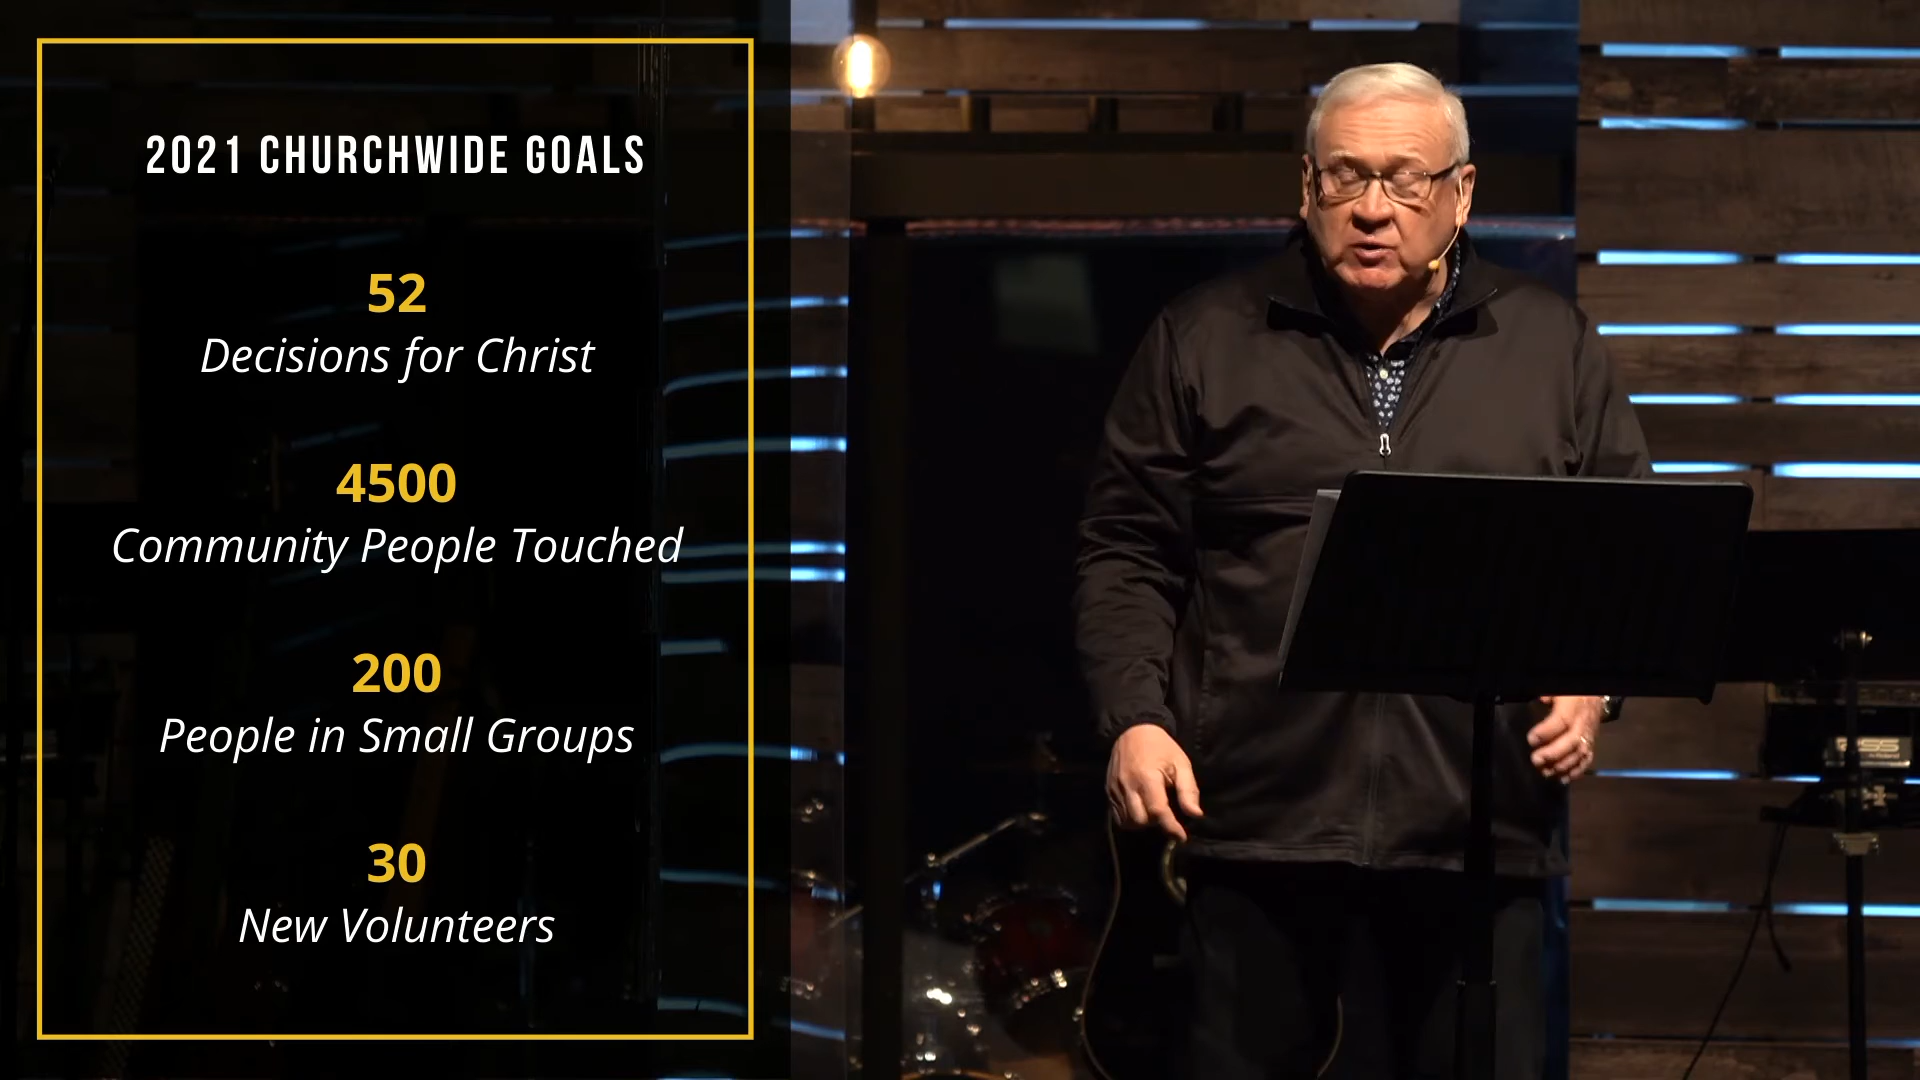 2021 CHURCHWIDE GOALS
52
Decisions for Christ
4500
Community People Touched
200
People in Small Groups
30
New Volunteers